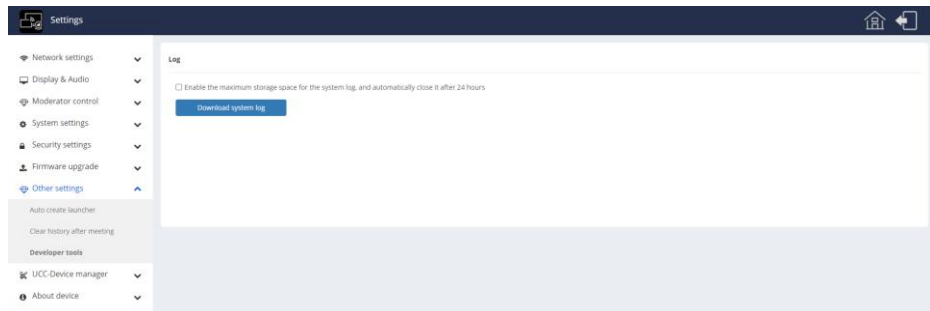 Settings
Network settings
Display & Audio
Moderator control
System settings
Security settings
Firmware upgrade
Other settings
Auto create launcher
Clear history after meeting
Developer tools
UCC-Device manager
About device
Log
Enable the maximum storage space for the system log, and automatically close it after 24 hours
Download system log